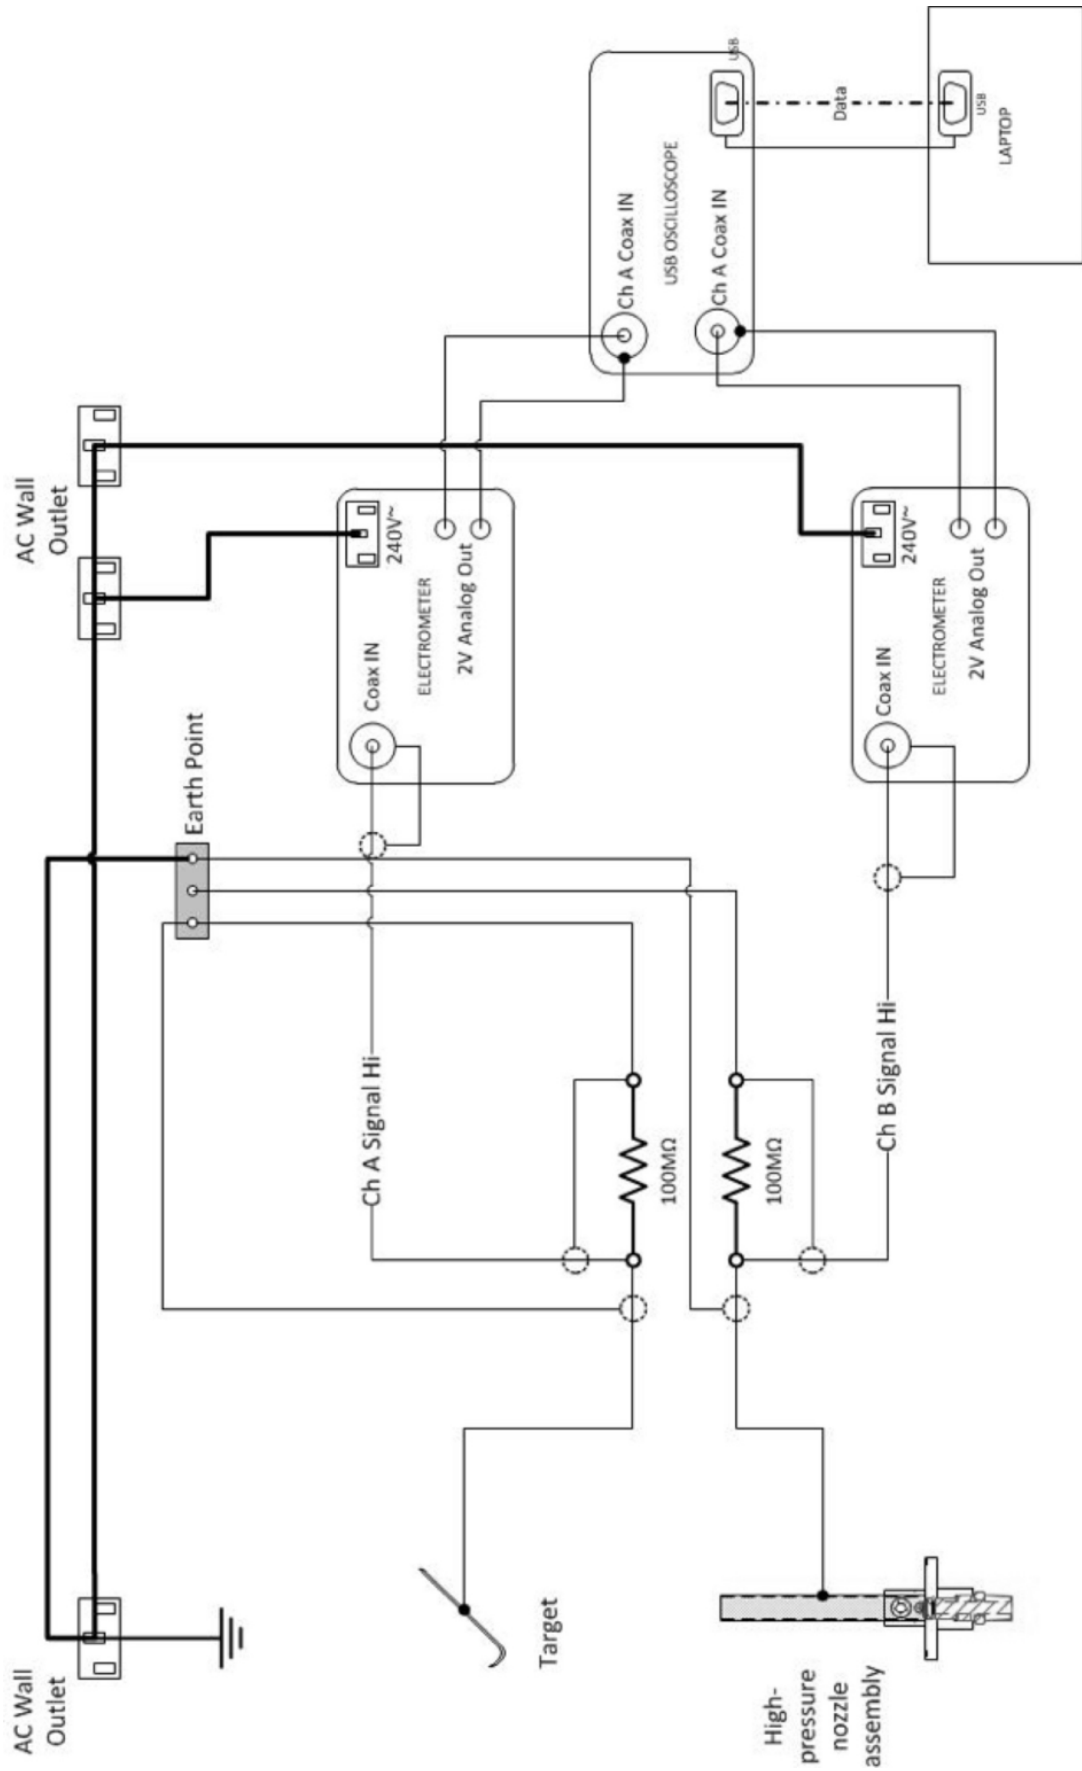 AC Wall
Outlet
AC Wall
Outlet
Earth Point
Coax IN
ELECTROMETER
240V~
2V Analog Out
Ch A Signal Hi
100MΩ
100MΩ
Ch B Signal Hi
Coax IN
ELECTROMETER
240V~
2V Analog Out
Ch A Coax IN
USB OSCILLOSCOPE
Ch A Coax IN
USB
Data
USB
LAPTOP
Target
High-
pressure
nozzle
assembly